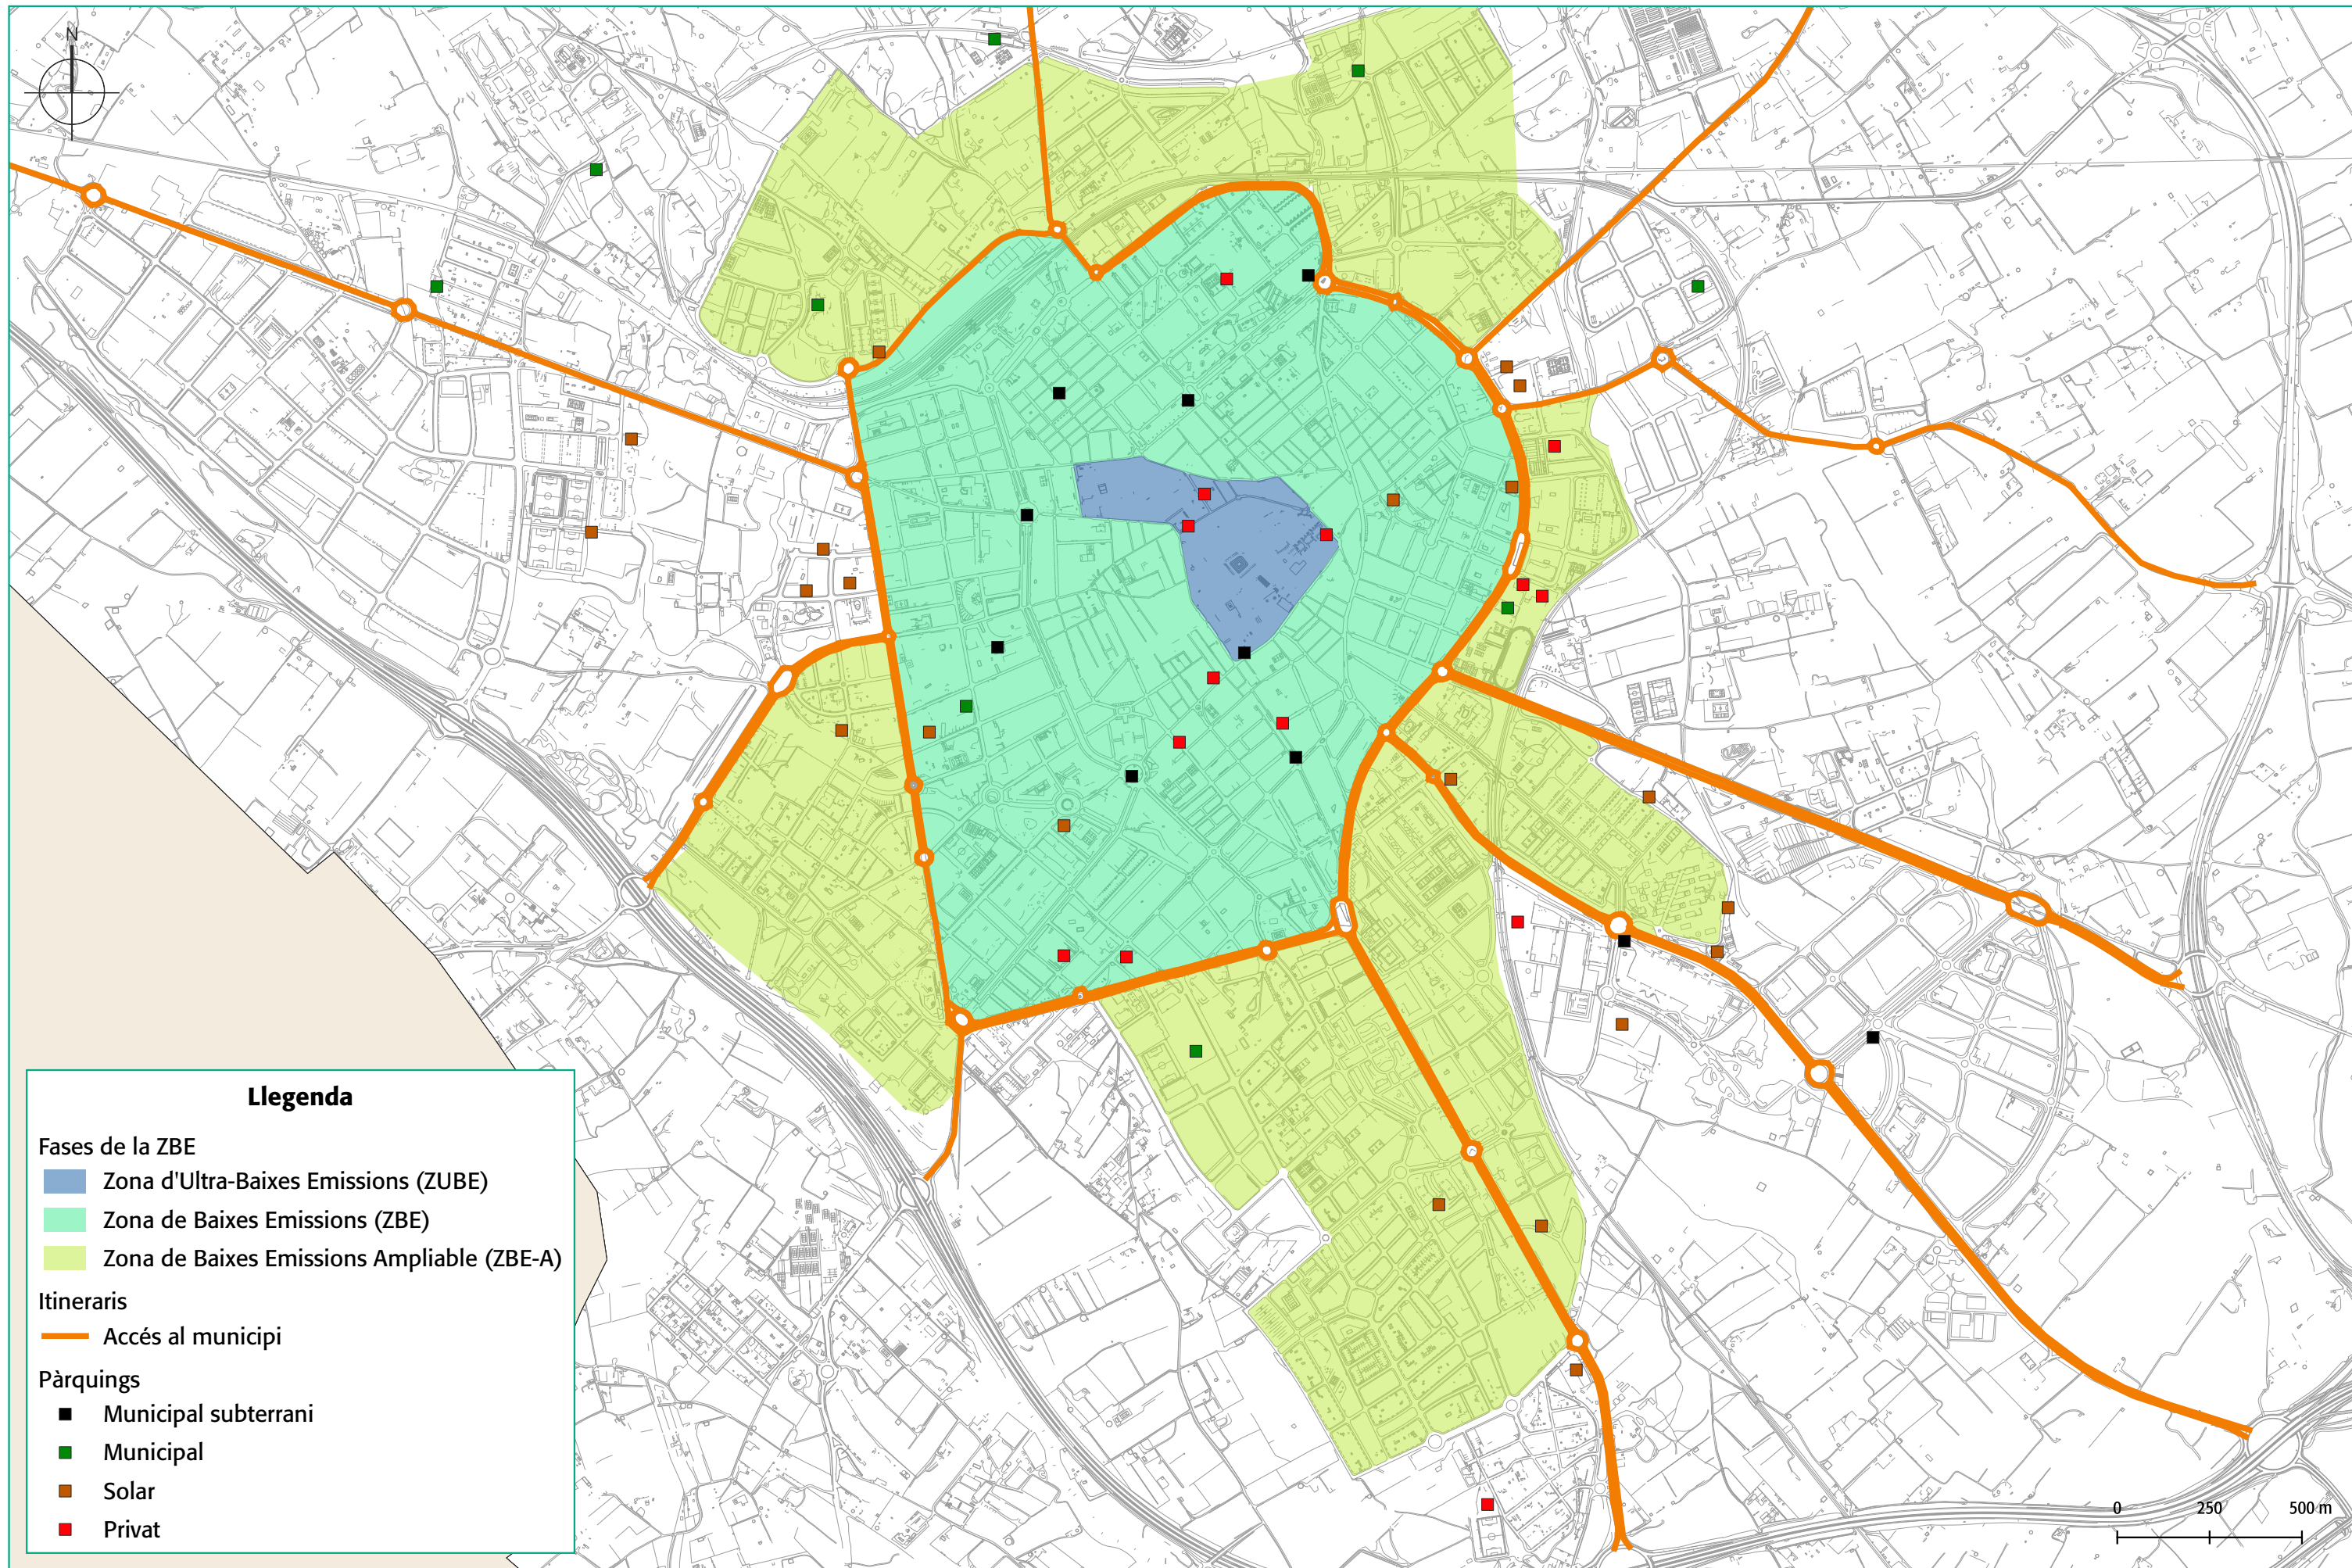 N
Llegenda
Fases de la ZBE
Zona d'Ultra-Baixes Emissions (ZUBE)
Zona de Baixes Emissions (ZBE)
Zona de Baixes Emissions Ampliable (ZBE-A)
Itineraris
Accés al municipi
Pàrquings
Municipal subterrani
Municipal
Solar
Privat
0 250 500 m